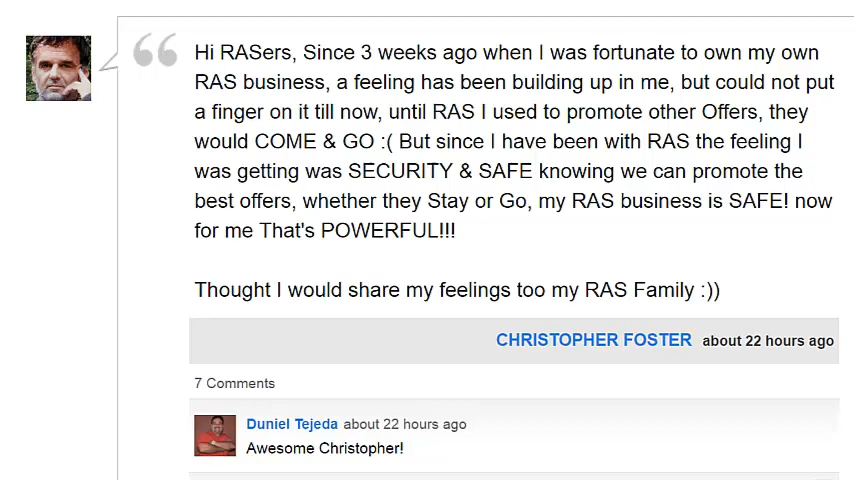 Hi RASers, Since 3 weeks ago when I was fortunate to own my own
RAS business, a feeling has been building up in me, but could not put
a finger on it till now, until RAS I used to promote other Offers, they
would COME & GO :( But since I have been with RAS the feeling I
was getting was SECURITY & SAFE knowing we can promote the
best offers, whether they Stay or Go, my RAS business is SAFE! now
for me That's POWERFUL!!!
Thought I would share my feelings too my RAS Family :))
CHRISTOPHER FOSTER about 22 hours ago
7 Comments
Duniel Tejeda about 22 hours ago
Awesome Christopher!